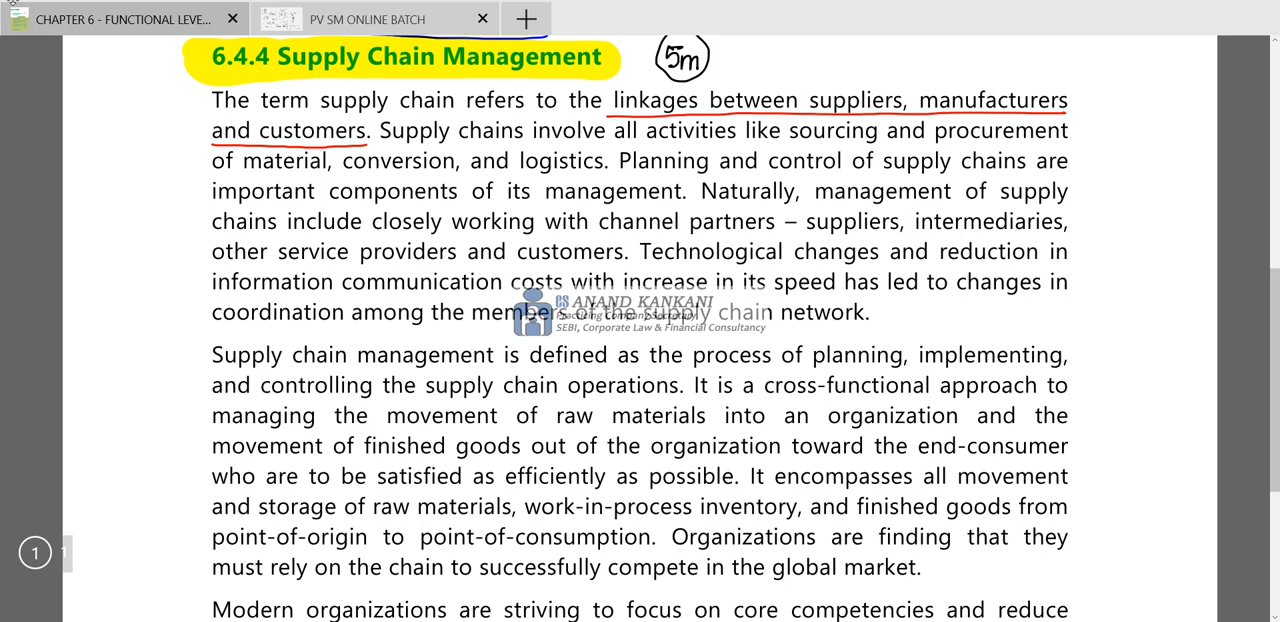 CHAPTER 6 - FUNCTIONAL LEVE...
PV SM ONLINE BATCH
6.4.4 Supply Chain Management
5m
The term supply chain refers to the linkages between suppliers, manufacturers
and customers. Supply chains involve all activities like sourcing and procurement
of material, conversion, and logistics. Planning and control of supply chains are
important components of its management. Naturally, management of supply
chains include closely working with channel partners – suppliers, intermediaries,
other service providers and customers. Technological changes and reduction in
information communication costs with increase in its speed has led to changes in
coordination among the members of the supply chain network.
CS ANAND KANKANI
Practicing Company Secretary
SEBI, Corporate Law & Financial Consultancy
Supply chain management is defined as the process of planning, implementing,
and controlling the supply chain operations. It is a cross-functional approach to
managing the movement of raw materials into an organization and the
movement of finished goods out of the organization toward the end-consumer
who are to be satisfied as efficiently as possible. It encompasses all movement
and storage of raw materials, work-in-process inventory, and finished goods from
point-of-origin to point-of-consumption. Organizations are finding that they
must rely on the chain to successfully compete in the global market.
1
1
Modern organizations are striving to focus on core competencies and reduce